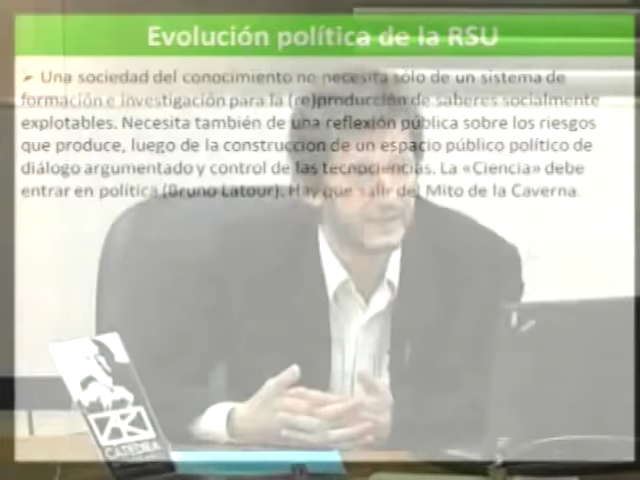 Evolución política de la RSU
➢ Una sociedad del conocimiento no necesita sólo de un sistema de
formación e investigación para la (re)producción de saberes socialmente
explotables. Necesita también de una reflexión pública sobre los riesgos
que produce, luego de la construcción de un espacio público político de
diálogo argumentado y control de las tecnociencias. La «Ciencia» debe
entrar en política (Bruno Latour). Hay que salir del Mito de la Caverna.
CATEDRA